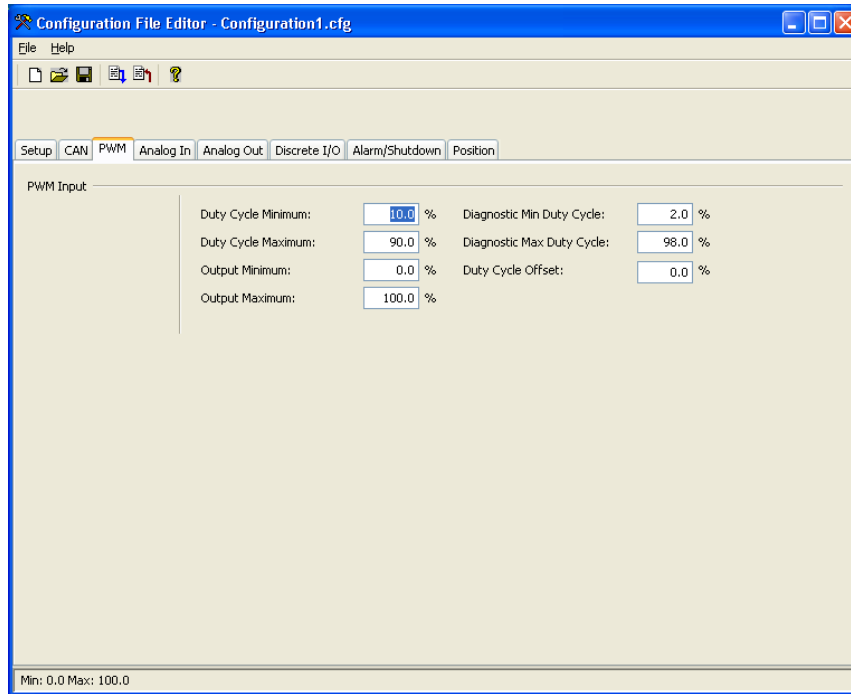 Configuration File Editor - Configuration1.cfg
File Help
Setup CAN PWM Analog In Analog Out Discrete I/O Alarm/Shutdown Position
PWM Input
Duty Cycle Minimum: 10.0 % Diagnostic Min Duty Cycle: 2.0 %
Duty Cycle Maximum: 90.0 % Diagnostic Max Duty Cycle: 98.0 %
Output Minimum: 0.0 % Duty Cycle Offset: 0.0 %
Output Maximum: 100.0 %
Min: 0.0 Max: 100.0